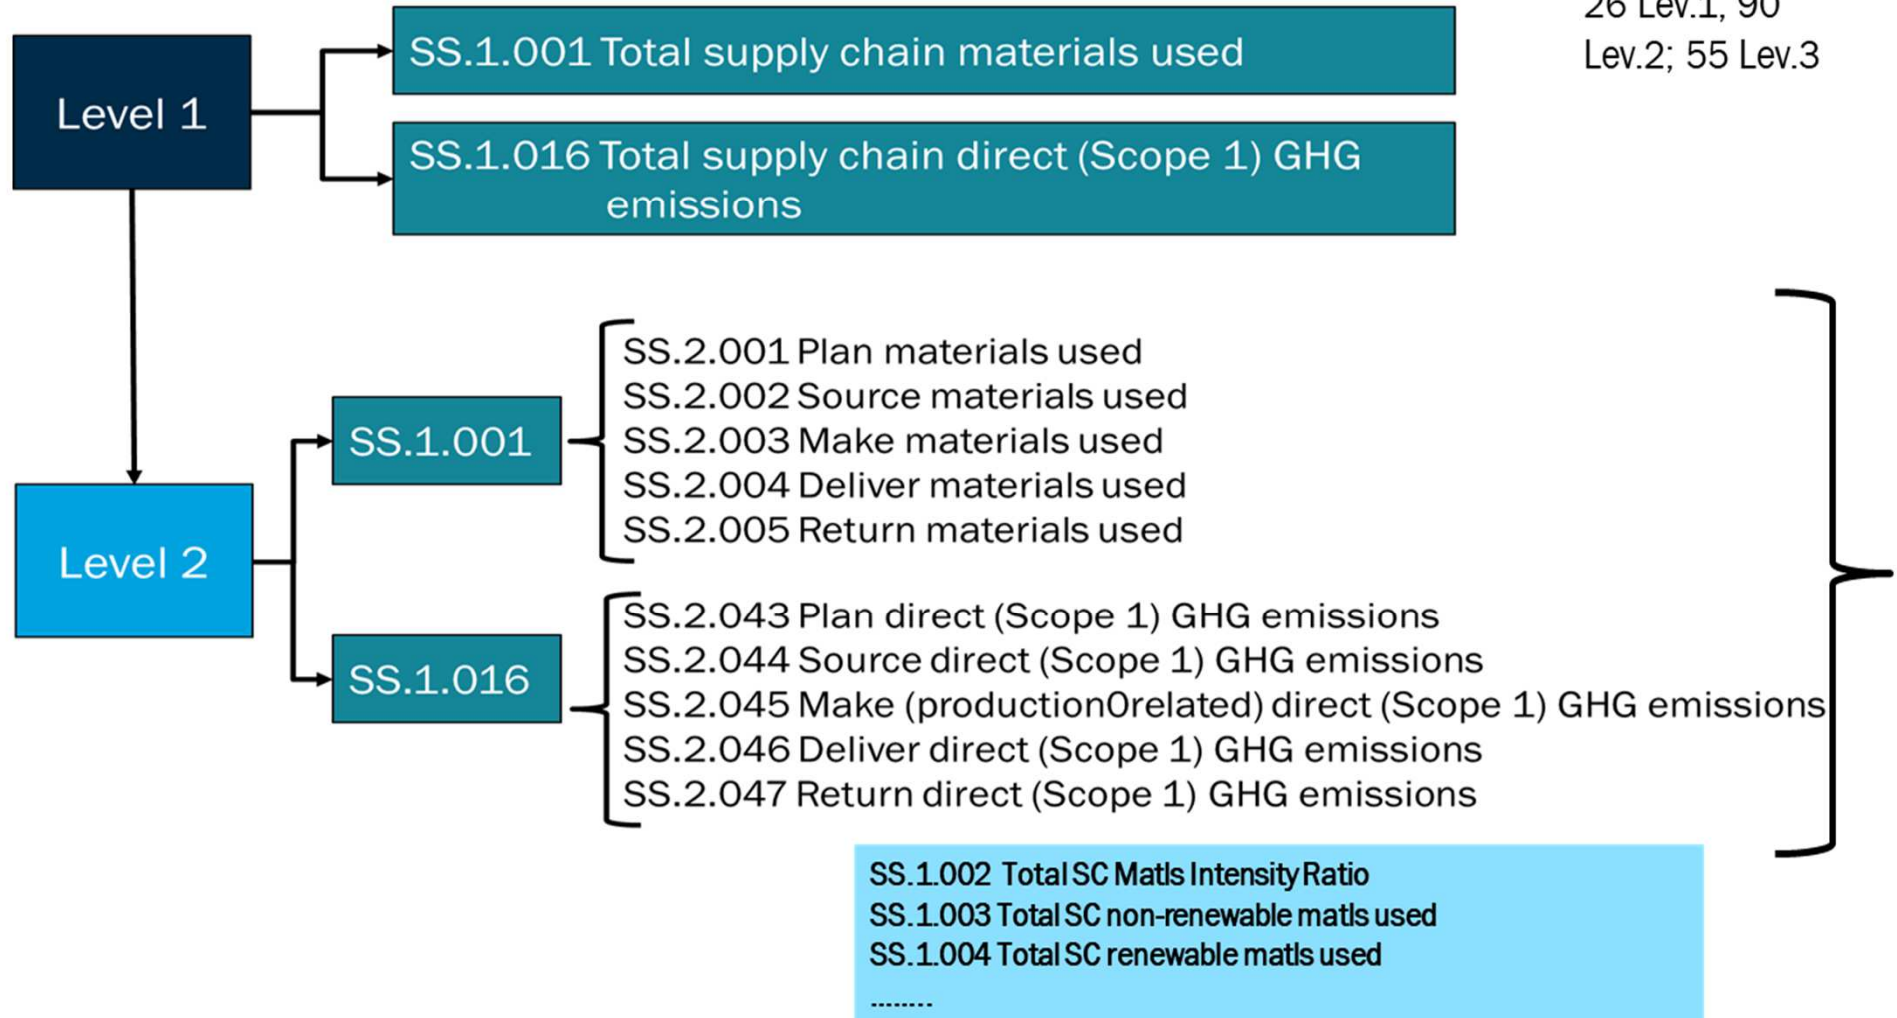 26 Lev.1, 90
Lev.2; 55 Lev.3
Level 1
SS.1.001 Total supply chain materials used
SS.1.016 Total supply chain direct (Scope 1) GHG
emissions
Level 2
SS.1.001
SS.2.001 Plan materials used
SS.2.002 Source materials used
SS.2.003 Make materials used
SS.2.004 Deliver materials used
SS.2.005 Return materials used
SS.1.016
SS.2.043 Plan direct (Scope 1) GHG emissions
SS.2.044 Source direct (Scope 1) GHG emissions
SS.2.045 Make (production0related) direct (Scope 1) GHG emissions
SS.2.046 Deliver direct (Scope 1) GHG emissions
SS.2.047 Return direct (Scope 1) GHG emissions
SS.1.002 Total SC Matls Intensity Ratio
SS.1.003 Total SC non-renewable matls used
SS.1.004 Total SC renewable matls used
........